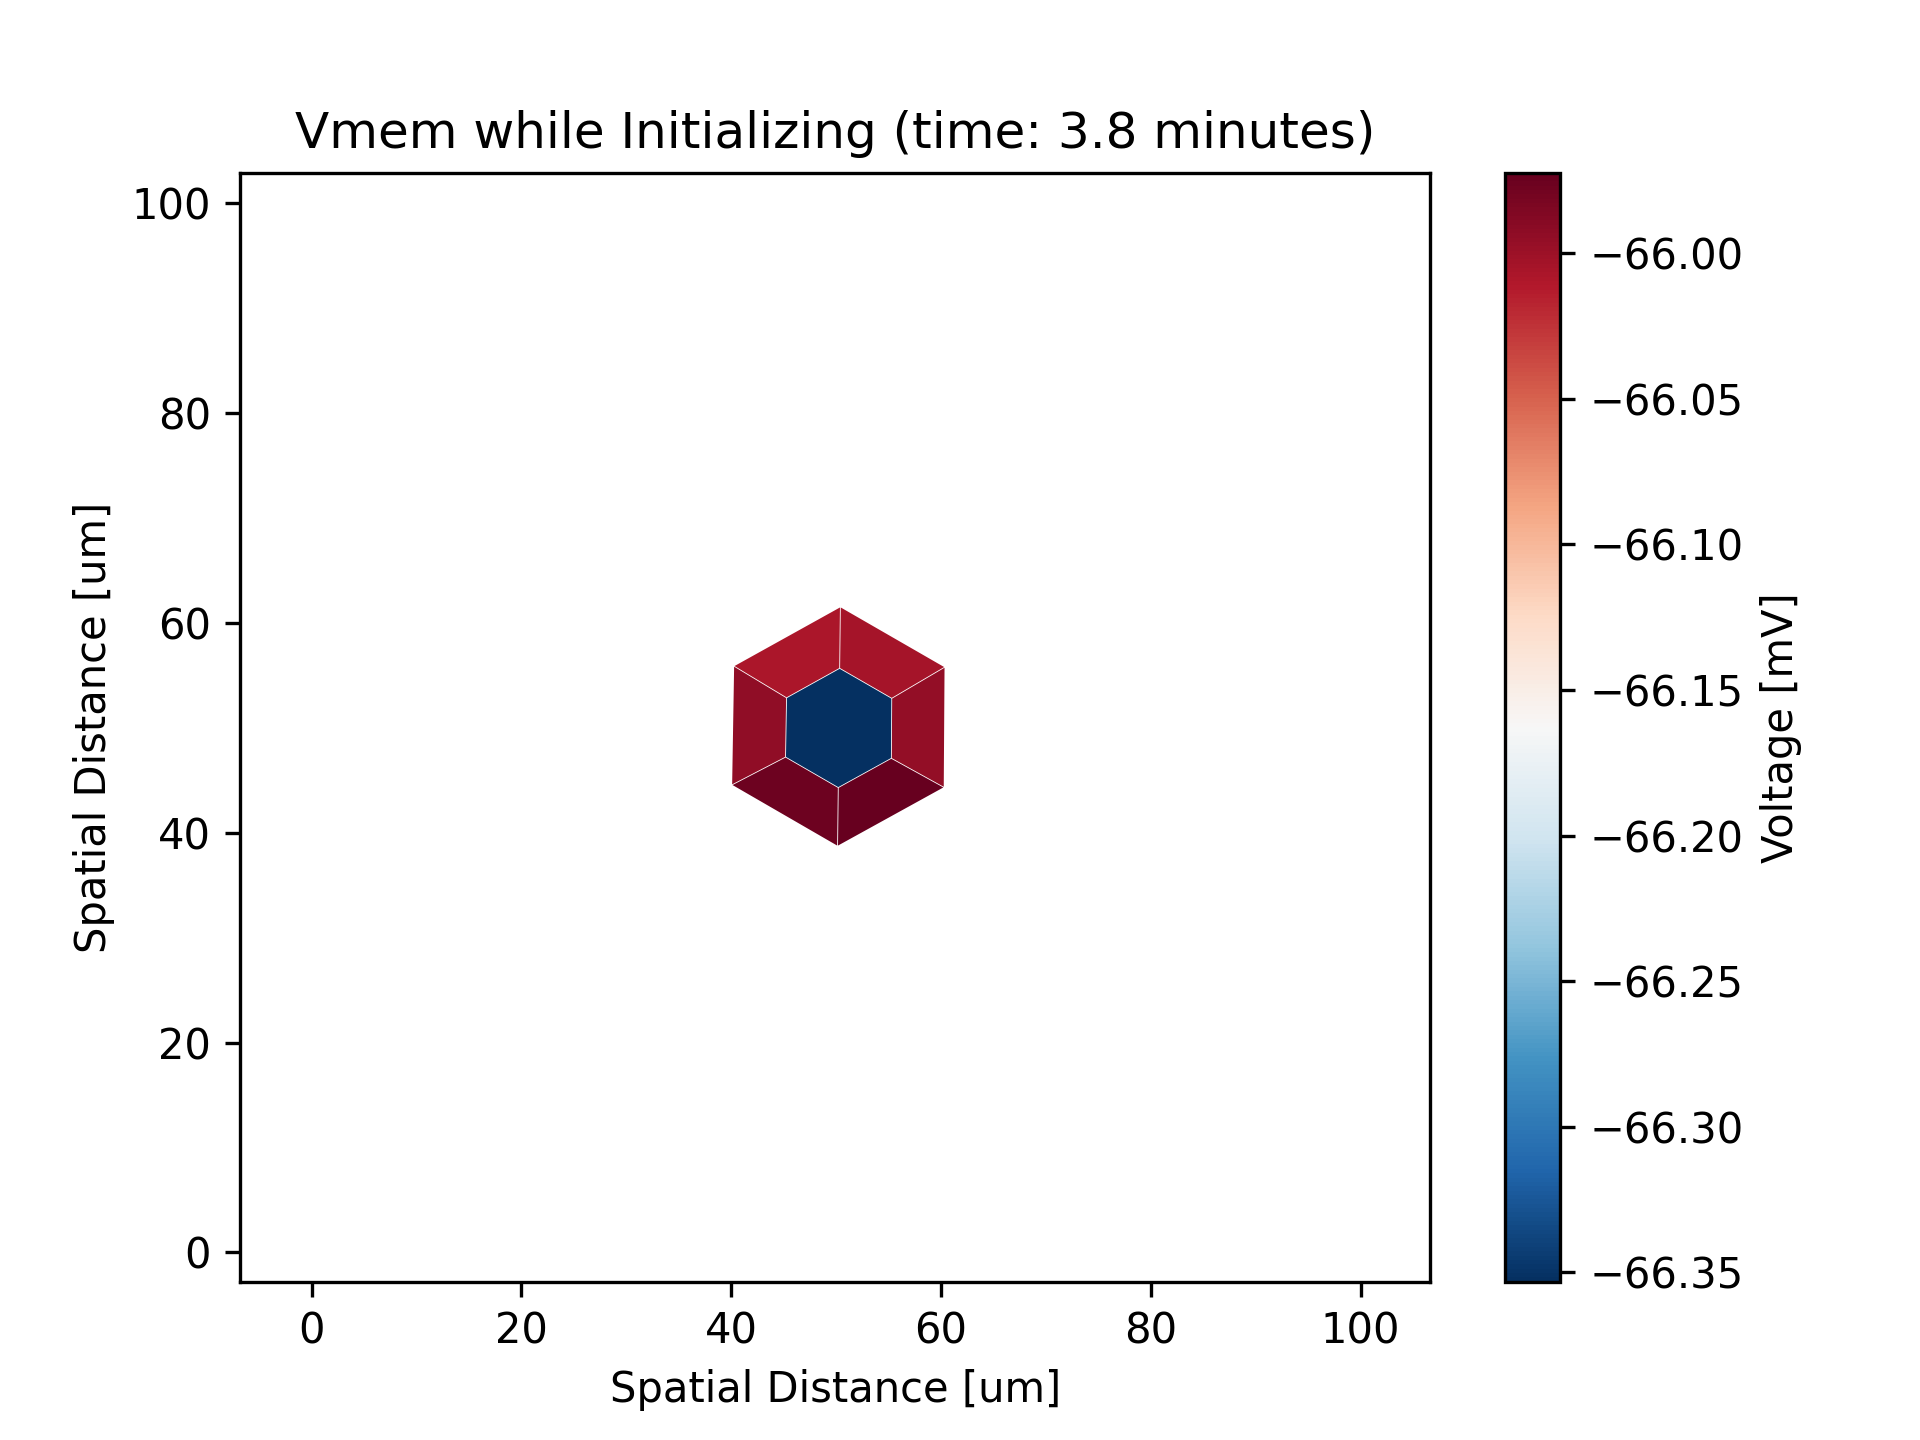 Vmem while Initializing (time: 3.8 minutes)
100
80
60
40
20
0
Spatial Distance [um]
0 20 40 60 80 100
Spatial Distance [um]
−66.00
−66.05
−66.10
−66.15
−66.20
−66.25
−66.30
−66.35
Voltage [mV]